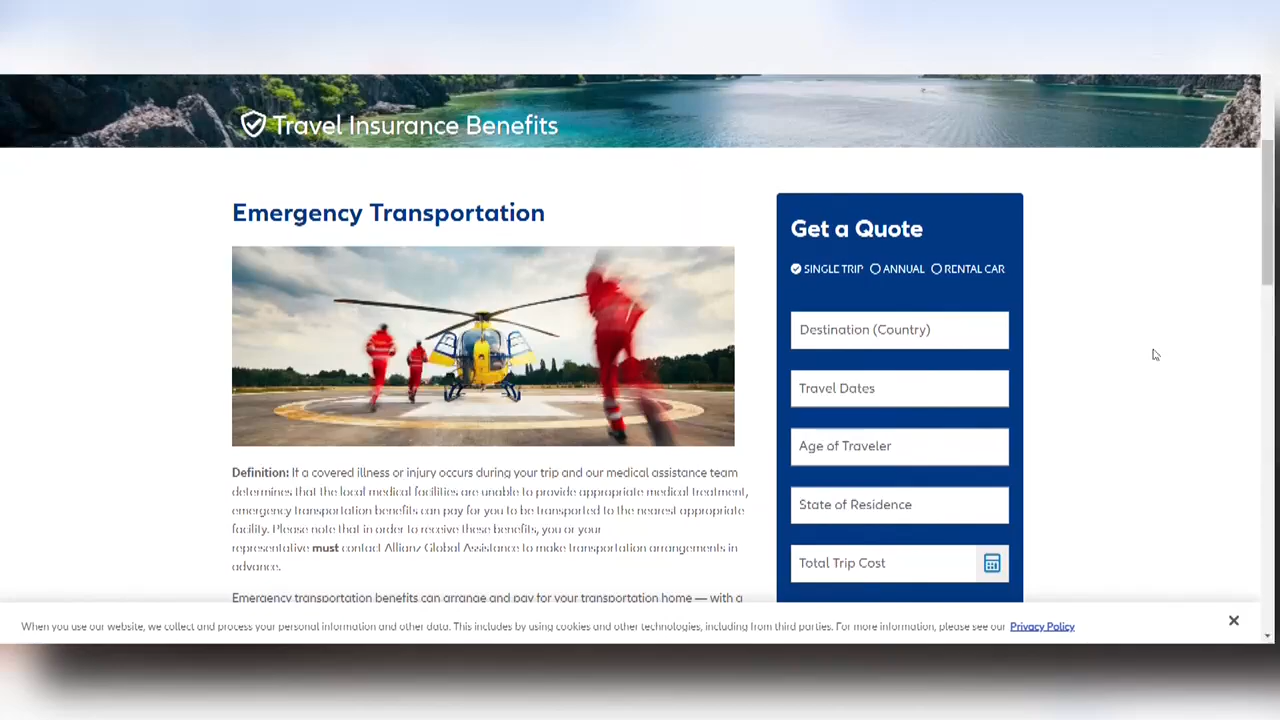 Travel Insurance Benefits
Emergency Transportation
Definition: If a covered illness or injury occurs during your trip and our medical assistance team
determines that the local medical facilities are unable to provide appropriate medical treatment,
emergency transportation benefits can pay for you to be transported to the nearest appropriate
facility. Please note that in order to receive these benefits, you or your
representative must contact Allianz Global Assistance to make transportation arrangements in
advance.
Emergency transportation benefits can arrange and pay for your transportation home — with a
Get a Quote
SINGLE TRIP ANNUAL RENTAL CAR
Destination (Country)
Travel Dates
Age of Traveler
State of Residence
Total Trip Cost
When you use our website, we collect and process your personal information and other data. This includes by using cookies and other technologies, including from third parties. For more information, please see our Privacy Policy